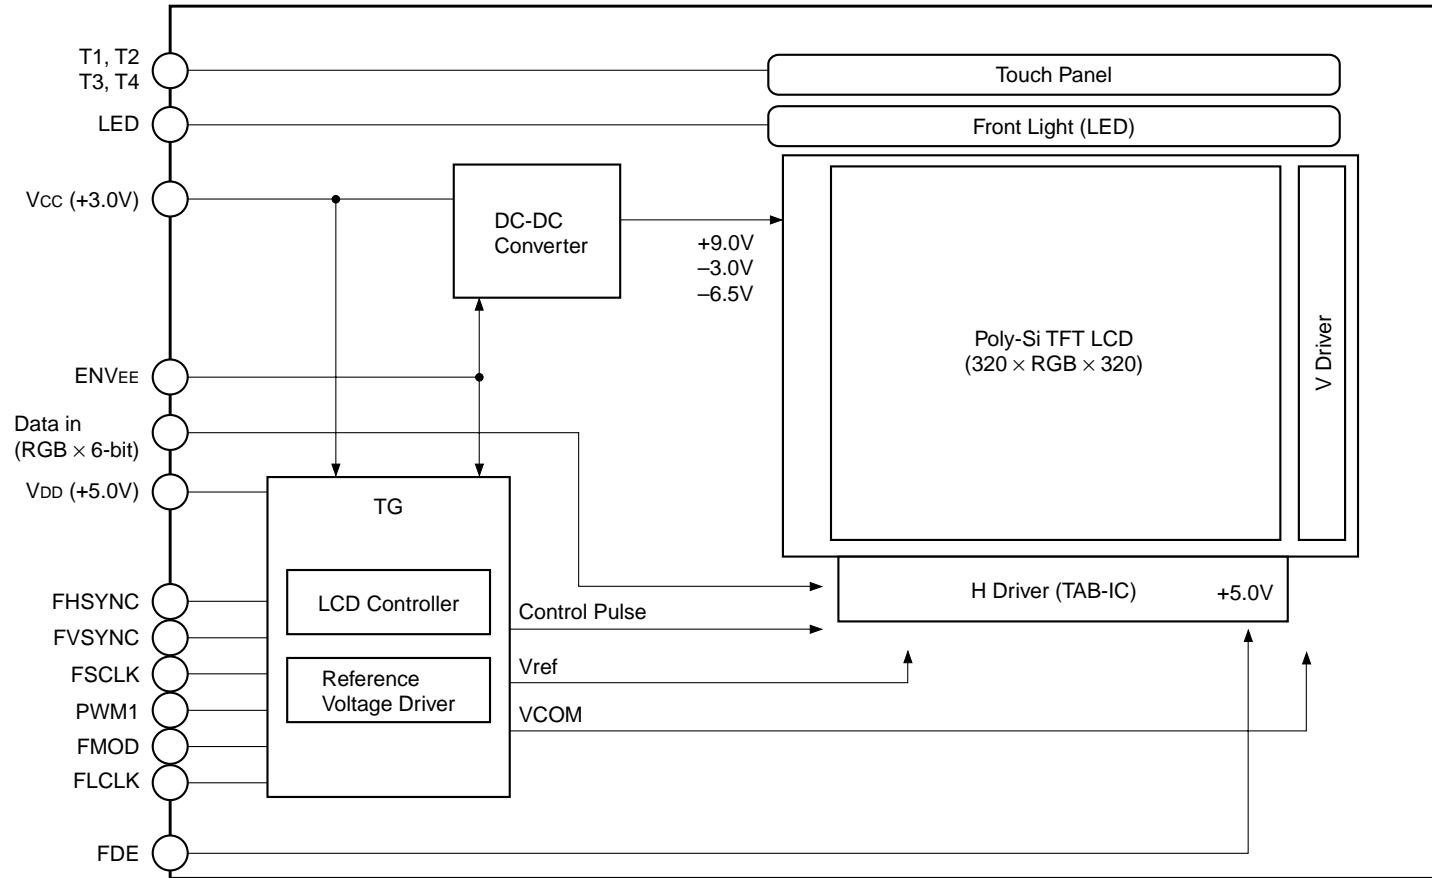 T1, T2
T3, T4
Touch Panel
LED
Front Light (LED)
VCC (+3.0V)
DC-DC
Converter
+9.0V
–3.0V
–6.5V
Poly-Si TFT LCD
(320 × RGB × 320)
V Driver
ENVEE
Data in
(RGB × 6-bit)
VDD (+5.0V)
TG
LCD Controller
Reference
Voltage Driver
H Driver (TAB-IC)
+5.0V
Control Pulse
Vref
VCOM
FHSYNC
FVSYNC
FSCLK
PWM1
FMOD
FLCLK
FDE